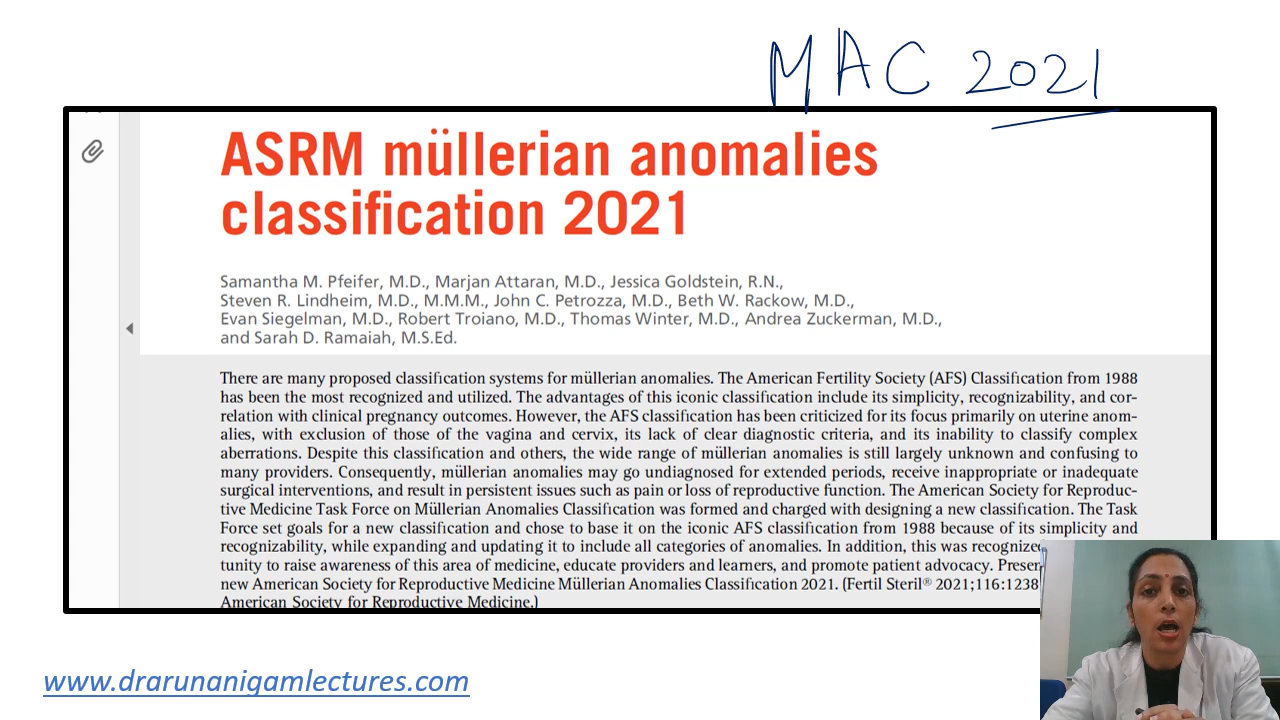 MAC 2021
ASRM müllerian anomalies
classification 2021
Samantha M. Pfeifer, M.D., Marjan Attaran, M.D., Jessica Goldstein, R.N.,
Steven R. Lindheim, M.D., M.M.M., John C. Petrozza, M.D., Beth W. Rackow, M.D.,
Evan Siegelman, M.D., Robert Troiano, M.D., Thomas Winter, M.D., Andrea Zuckerman, M.D.,
and Sarah D. Ramaiah, M.S.Ed.
There are many proposed classification systems for müllerian anomalies. The American Fertility Society (AFS) Classification from 1988
has been the most recognized and utilized. The advantages of this iconic classification include its simplicity, recognizability, and cor-
relation with clinical pregnancy outcomes. However, the AFS classification has been criticized for its focus primarily on uterine anom-
alies, with exclusion of those of the vagina and cervix, its lack of clear diagnostic criteria, and its inability to classify complex
aberrations. Despite this classification and others, the wide range of müllerian anomalies is still largely unknown and confusing to
many providers. Consequently, müllerian anomalies may go undiagnosed for extended periods, receive inappropriate or inadequate
surgical interventions, and result in persistent issues such as pain or loss of reproductive function. The American Society for Reproduc-
tive Medicine Task Force on Müllerian Anomalies Classification was formed and charged with designing a new classification. The Task
Force set goals for a new classification and chose to base it on the iconic AFS classification from 1988 because of its simplicity and
recognizability, while expanding and updating it to include all categories of anomalies. In addition, this was recognized
tunity to raise awareness of this area of medicine, educate providers and learners, and promote patient advocacy. Presen
new American Society for Reproductive Medicine Müllerian Anomalies Classification 2021. (Fertil Steril® 2021;116:1238
American Society for Reproductive Medicine.)
www.drarunanigamlectures.com